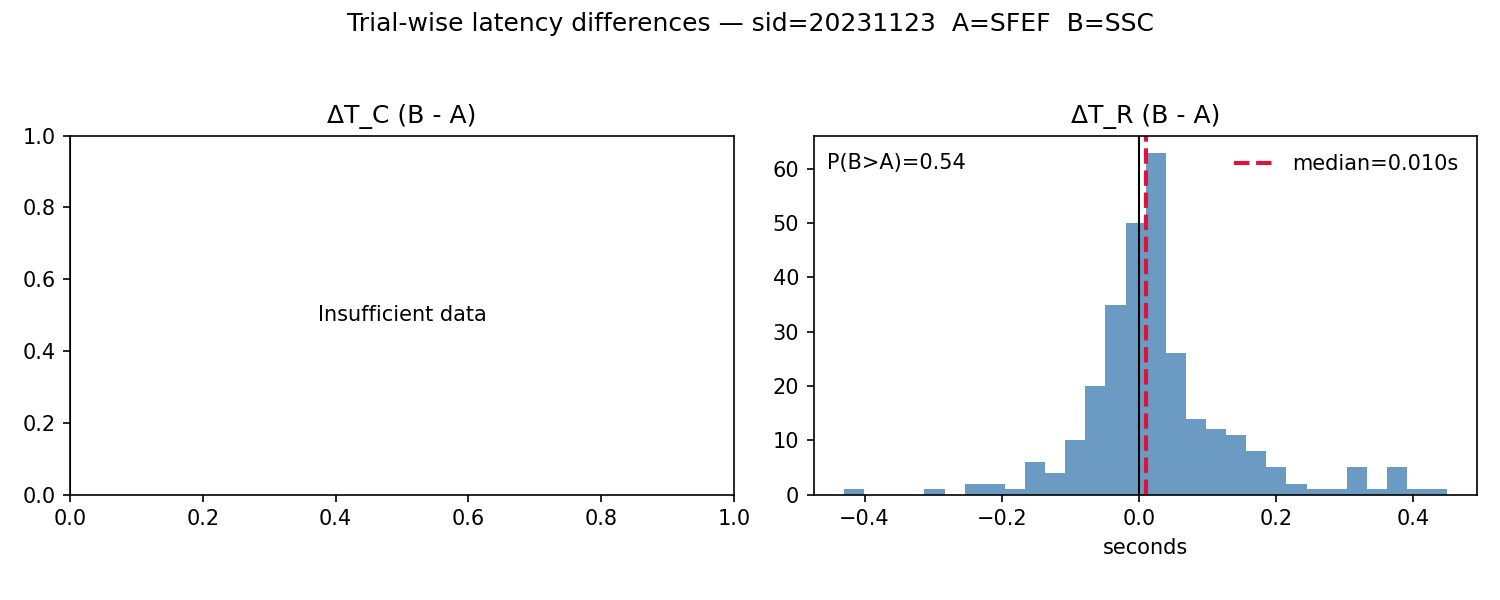 Trial-wise latency differences — sid=20231123  A=SFEF  B=SSC
ΔT_C (B - A)
1.0
0.8
0.6
0.4
0.2
0.0
Insufficient data
0.0 0.2 0.4 0.6 0.8 1.0
ΔT_R (B - A)
P(B>A)=0.54
median=0.010s
60
50
40
30
20
10
0
−0.4 −0.2 0.0 0.2 0.4
seconds